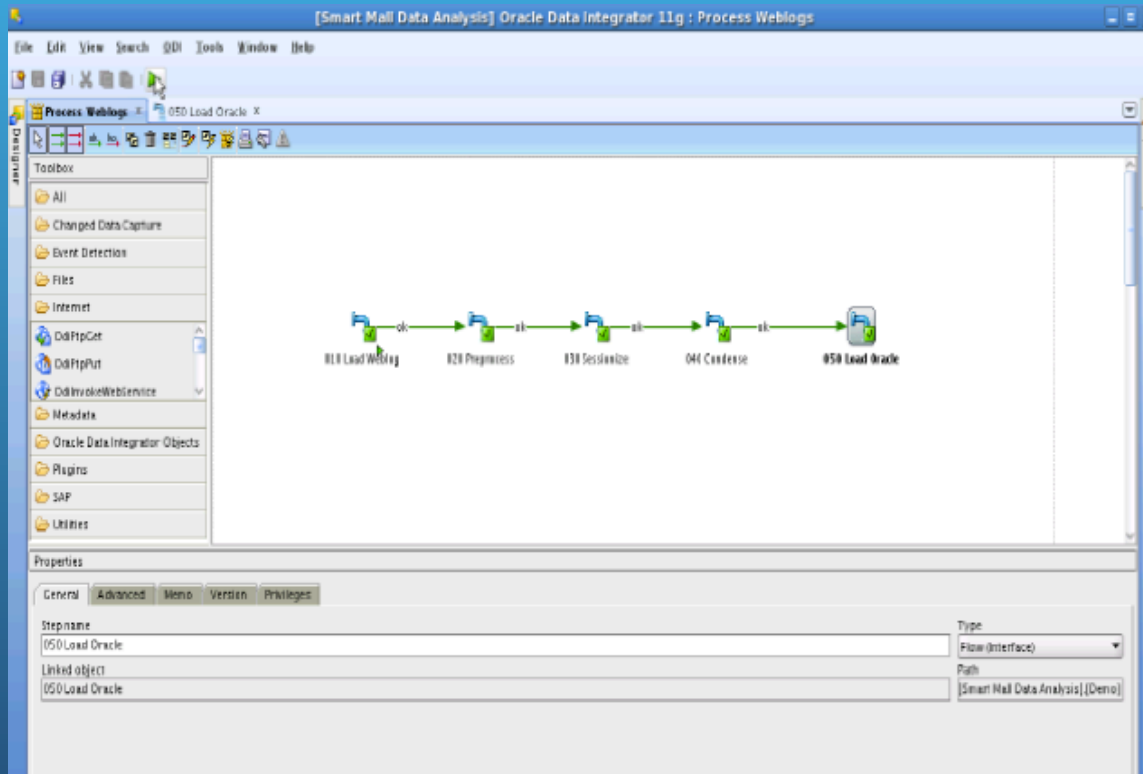 [Smart Mall Data Analysis] Oracle Data Integrator 11g : Process Weblogs
File Edit View Search ODI Tools Window Help
Process Weblogs x 050 Load Oracle x
Designer
Toolbox
All
Changed Data Capture
Event Detection
Files
Internet
OdiFtpGet
OdiFtpPut
OdiInvokeWebService
Metadata
Oracle Data Integrator Objects
Plugins
SAP
Utilities
ok ok ok ok
010 Load Weblog 020 Preprocess 030 Sessionize 040 Condense 050 Load Oracle
Properties
General Advanced Memo Version Privileges
Step name Type
050 Load Oracle Flow (Interface)
Linked object Path
050 Load Oracle [Smart Mall Data Analysis].[Demo]